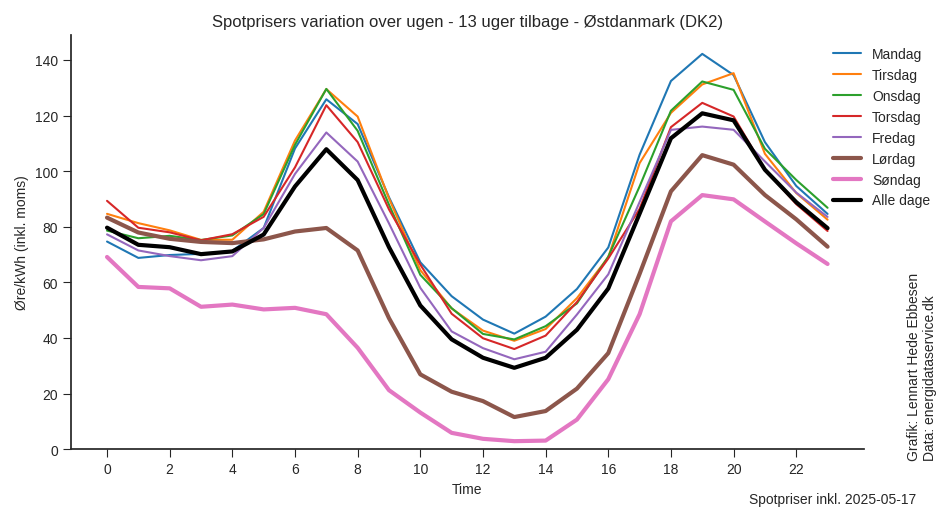 Spotprisers variation over ugen - 13 uger tilbage - Østdanmark (DK2)
Øre/kWh (inkl. moms)
140
120
100
80
60
40
20
0
0 2 4 6 8 10 12 14 16 18 20 22
Time
Mandag
Tirsdag
Onsdag
Torsdag
Fredag
Lørdag
Søndag
Alle dage
Grafik: Lennart Hede Ebbesen
Data: energidataservice.dk
Spotpriser inkl. 2025-05-17